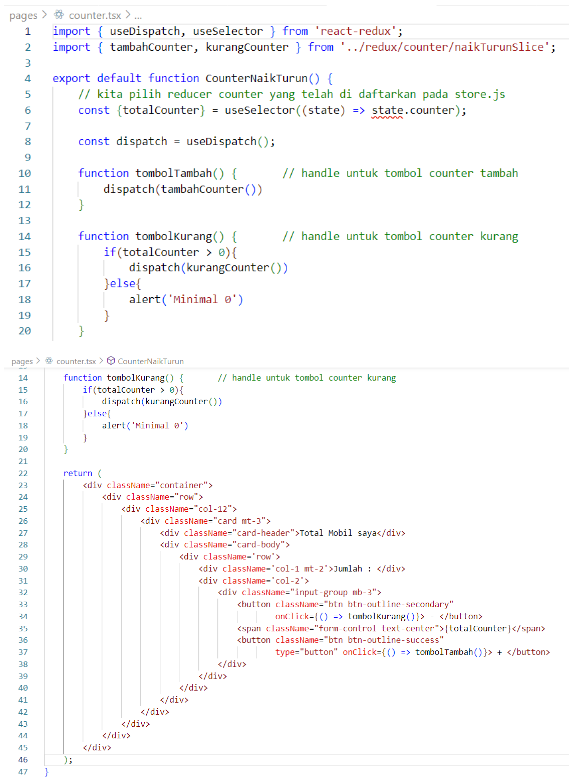 pages > counter.tsx > ...
1 import { useDispatch, useSelector } from 'react-redux';
2 import { tambahCounter, kurangCounter } from '../redux/counter/naikTurunSlice';
3
4 export default function CounterNaikTurun() {
5 // kita pilih reducer counter yang telah di daftarkan pada store.js
6 const {totalCounter} = useSelector((state) => state.counter);
7
8 const dispatch = useDispatch();
9
10 function tombolTambah() { // handle untuk tombol counter tambah
11 dispatch(tambahCounter())
12 }
13
14 function tombolKurang() { // handle untuk tombol counter kurang
15 if(totalCounter > 0){
16 dispatch(kurangCounter())
17 }else{
18 alert('Minimal 0')
19 }
20 }
pages > counter.tsx > CounterNaikTurun
14 function tombolKurang() { // handle untuk tombol counter kurang
15 if(totalCounter > 0){
16 dispatch(kurangCounter())
17 }else{
18 alert('Minimal 0')
19 }
20 }
21
22 return (
23 <div className="container">
24 <div className="row">
25 <div className="col-12">
26 <div className="card mt-3">
27 <div className="card-header">Total Mobil saya</div>
28 <div className="card-body">
29 <div className='row'>
30 <div className='col-1 mt-2'>Jumlah : </div>
31 <div className='col-2'>
32 <div className="input-group mb-3">
33 <button className="btn btn-outline-secondary"
34 onClick={() => tombolKurang()}> </button>
35 <span className="form-control text-center">{totalCounter}</span>
36 <button className="btn btn-outline-success"
37 type="button" onClick={() => tombolTambah()}> + </button>
38 </div>
39 </div>
40 </div>
41 </div>
42 </div>
43 </div>
44 </div>
45 </div>
46 );
47 }